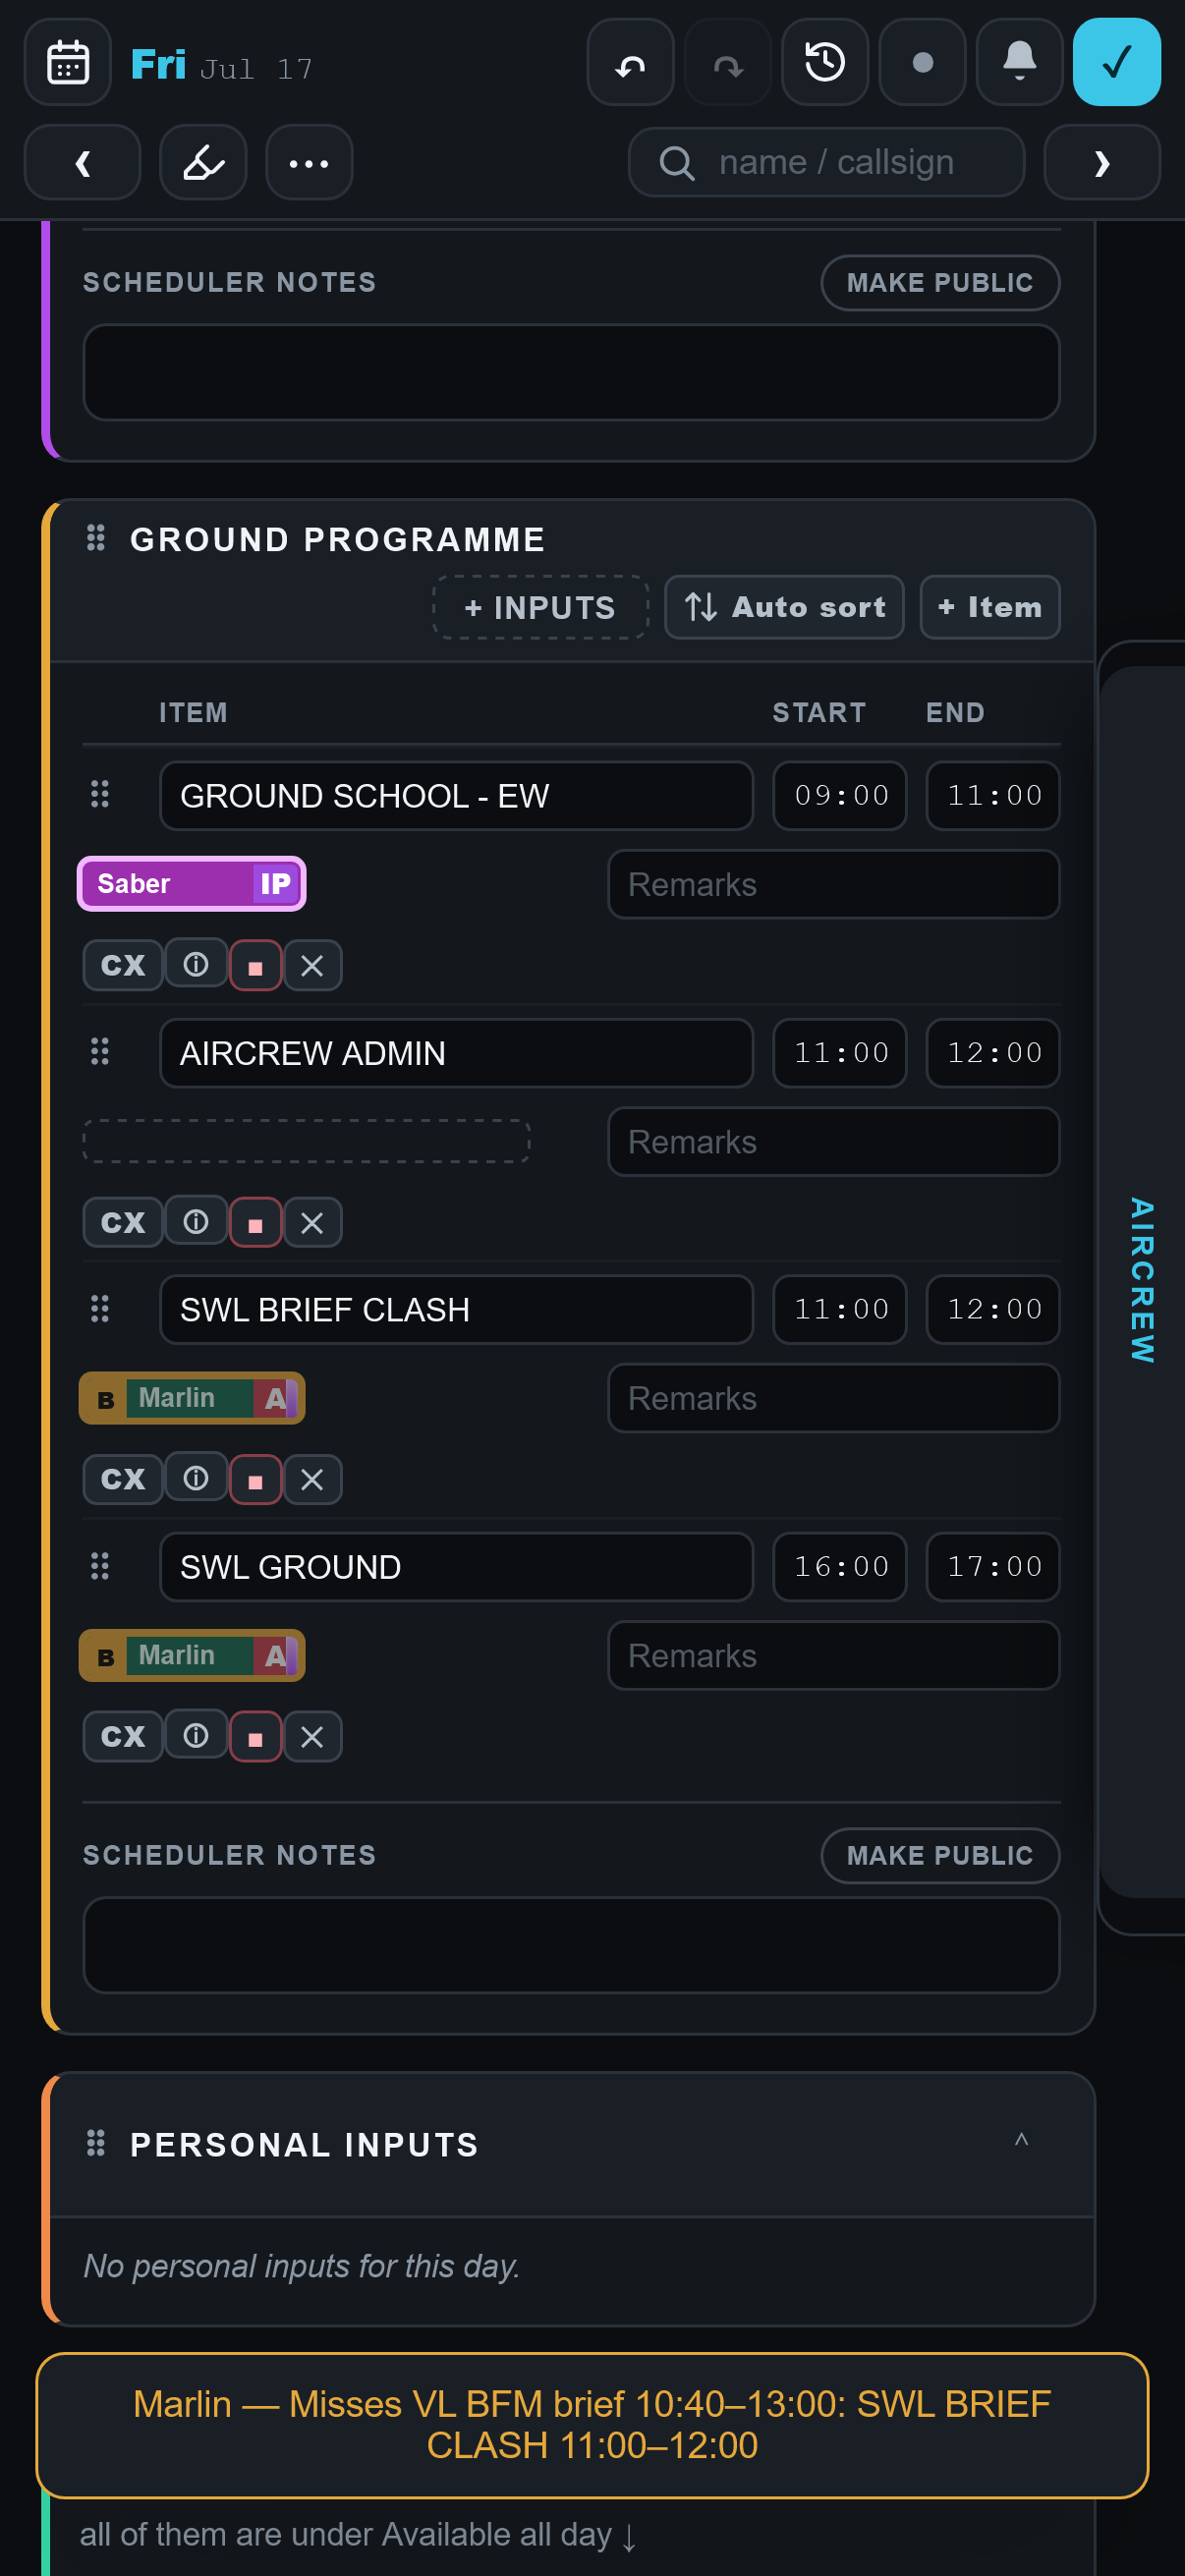 Fri Jul 17
name / callsign
SCHEDULER NOTES MAKE PUBLIC
GROUND PROGRAMME
+ INPUTS Auto sort + Item
ITEM START END
GROUND SCHOOL - EW 09:00 11:00
Saber IP Remarks
CX
AIRCREW ADMIN 11:00 12:00
Remarks
CX
SWL BRIEF CLASH 11:00 12:00
B Marlin A Remarks
CX
SWL GROUND 16:00 17:00
B Marlin A Remarks
CX
SCHEDULER NOTES MAKE PUBLIC
AIRCREW
PERSONAL INPUTS
No personal inputs for this day.
Marlin — Misses VL BFM brief 10:40–13:00: SWL BRIEF
CLASH 11:00–12:00
all of them are under Available all day ↓